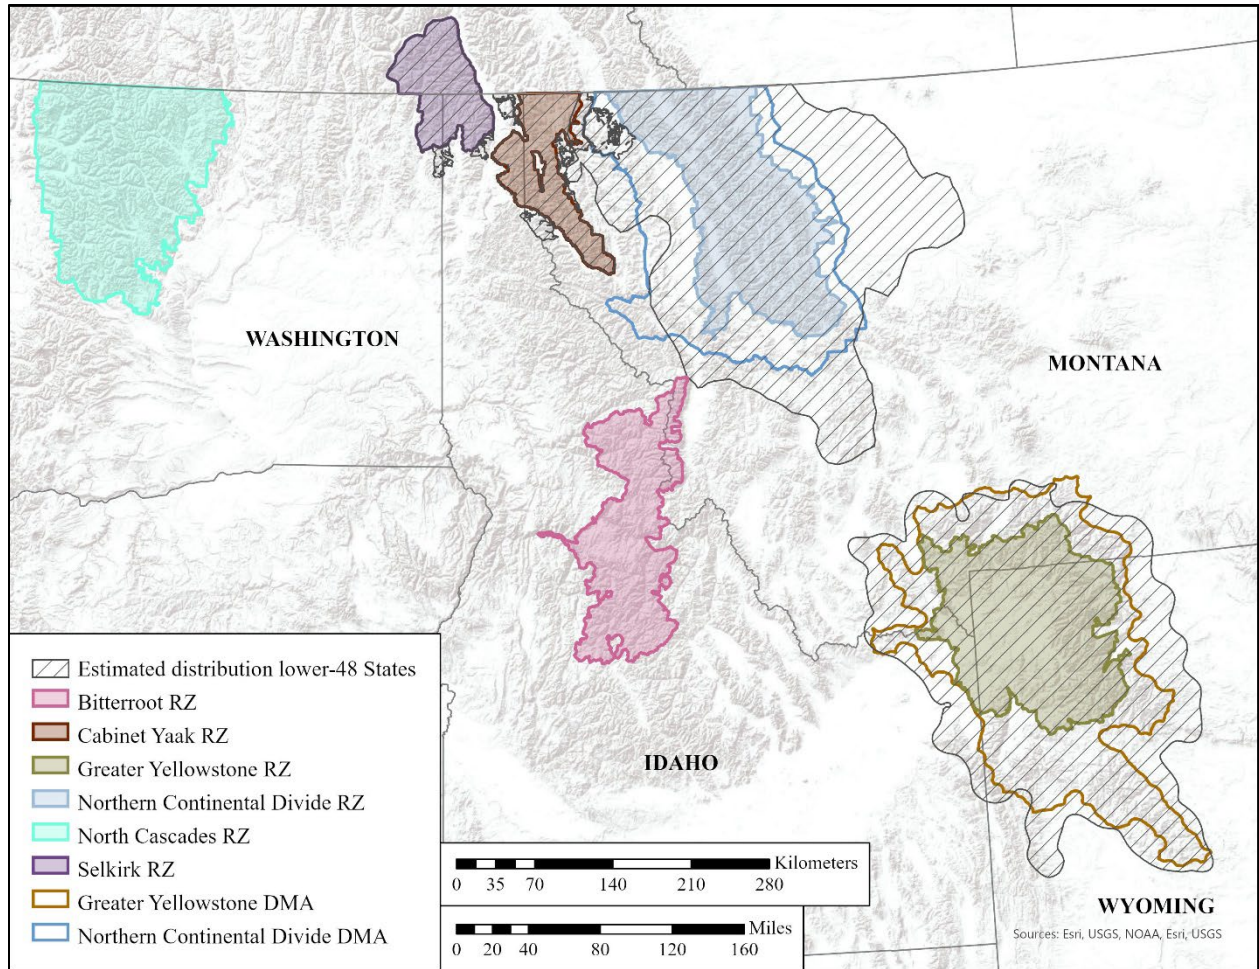 WASHINGTON
MONTANA
IDAHO
WYOMING
Estimated distribution lower-48 States
Bitterroot RZ
Cabinet Yaak RZ
Greater Yellowstone RZ
Northern Continental Divide RZ
North Cascades RZ
Selkirk RZ
Greater Yellowstone DMA
Northern Continental Divide DMA
Kilometers
0 35 70 140 210 280
Miles
0 20 40 80 120 160
Sources: Esri, USGS, NOAA, Esri, USGS